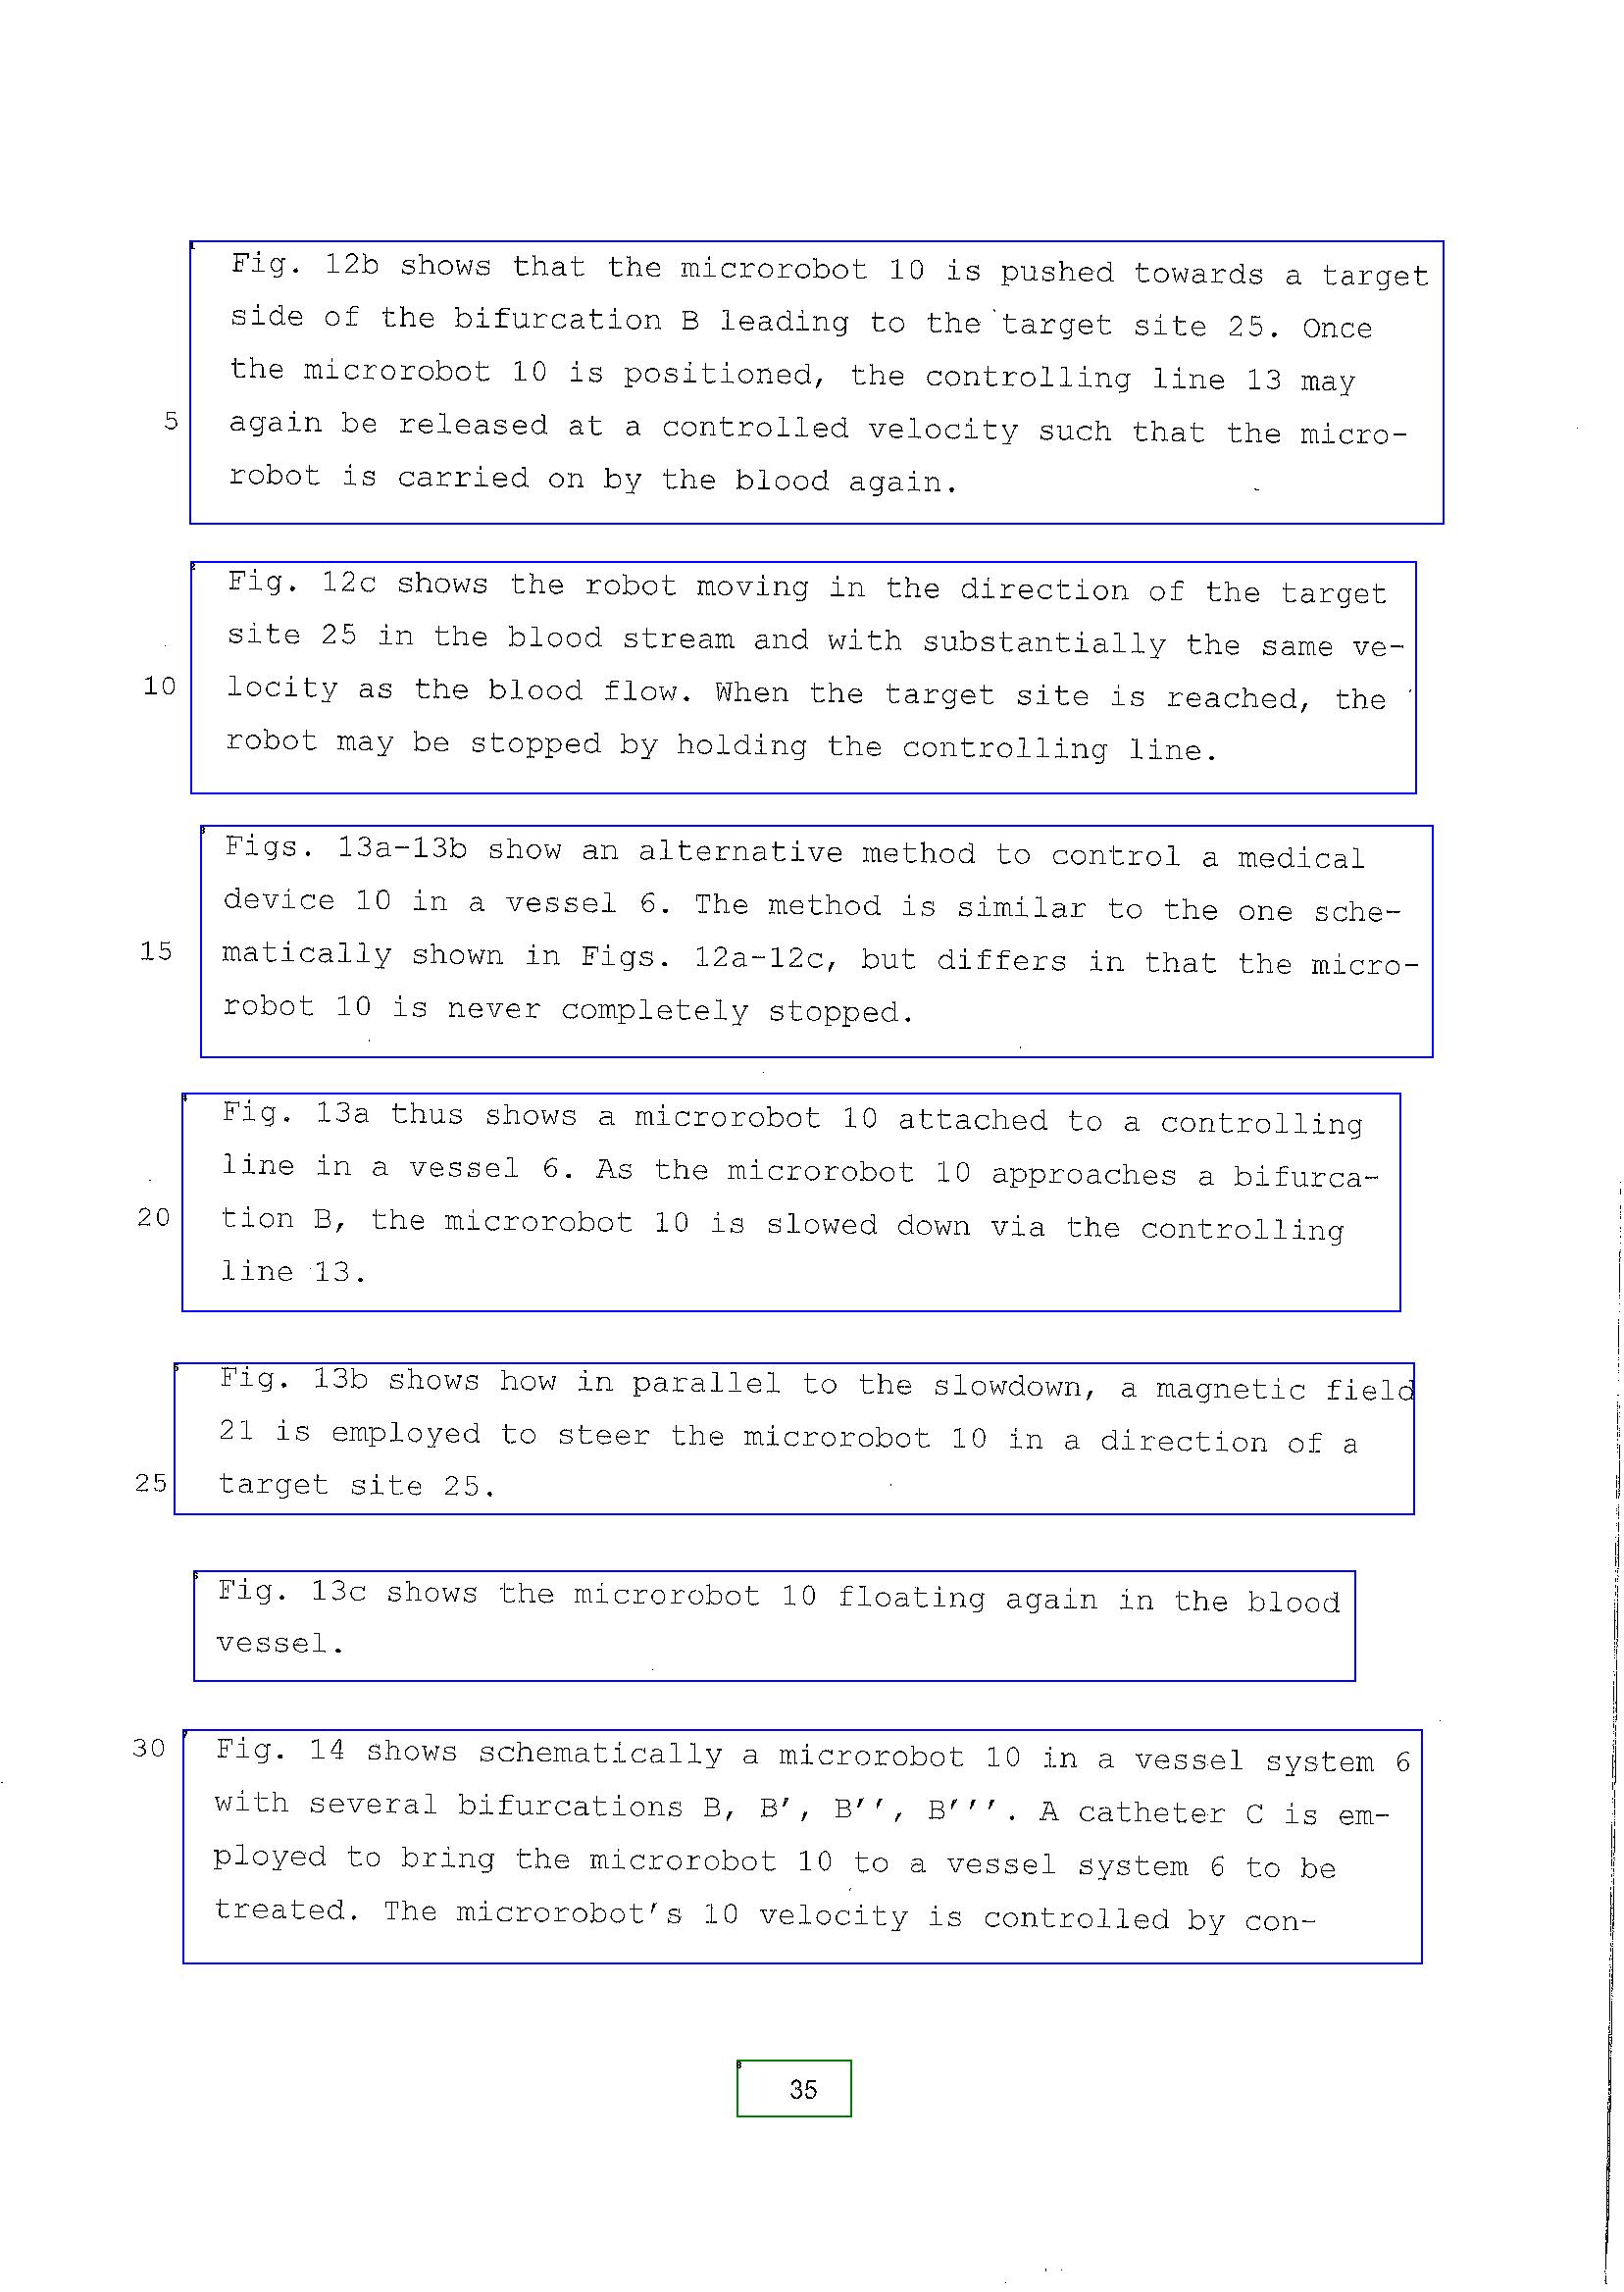 Fig. 12b shows that the microrobot 10 is pushed towards a target
side of the bifurcation B leading to the target site 25. Once
the microrobot 10 is positioned, the controlling line 13 may
5 again be released at a controlled velocity such that the micro-
robot is carried on by the blood again.
Fig. 12c shows the robot moving in the direction of the target
site 25 in the blood stream and with substantially the same ve-
10 locity as the blood flow. When the target site is reached, the
robot may be stopped by holding the controlling line.
Figs. 13a-13b show an alternative method to control a medical
device 10 in a vessel 6. The method is similar to the one sche-
15 matically shown in Figs. 12a-12c, but differs in that the micro-
robot 10 is never completely stopped.
Fig. 13a thus shows a microrobot 10 attached to a controlling
line in a vessel 6. As the microrobot 10 approaches a bifurca-
20 tion B, the microrobot 10 is slowed down via the controlling
line 13.
Fig. 13b shows how in parallel to the slowdown, a magnetic field
21 is employed to steer the microrobot 10 in a direction of a
25 target site 25.
Fig. 13c shows the microrobot 10 floating again in the blood
vessel.
30 Fig. 14 shows schematically a microrobot 10 in a vessel system 6
with several bifurcations B, B', B'', B'''. A catheter C is em-
ployed to bring the microrobot 10 to a vessel system 6 to be
treated. The microrobot's 10 velocity is controlled by con-
35